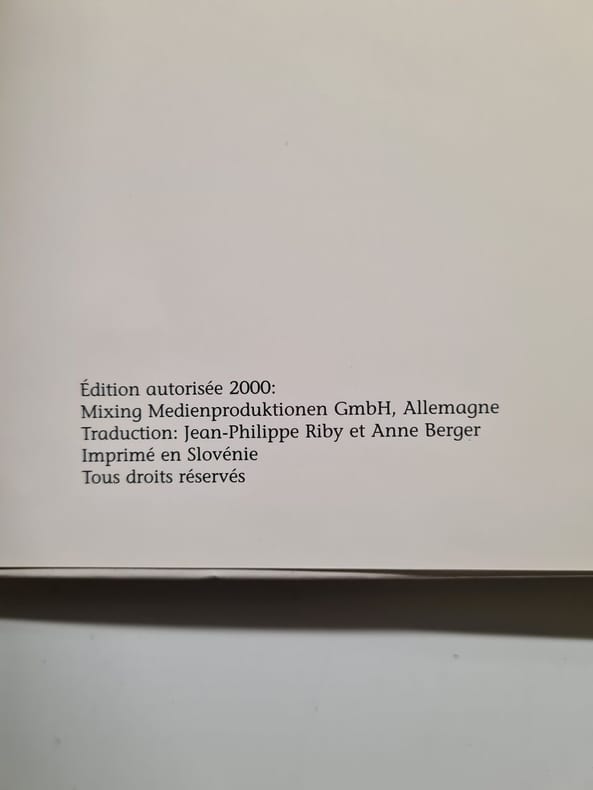 Édition autorisée 2000:
Mixing Medienproduktionen GmbH, Allemagne
Traduction: Jean-Philippe Riby et Anne Berger
Imprimé en Slovénie
Tous droits réservés